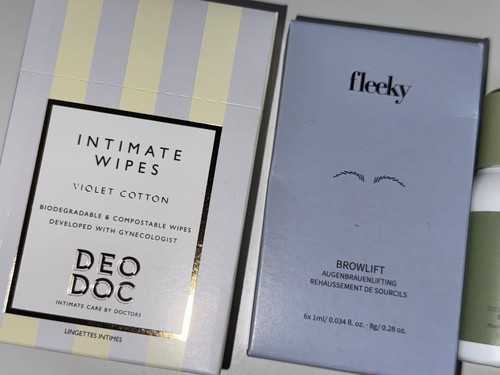 INTIMATE
WIPES
VIOLET COTTON
BIODEGRADABLE & COMPOSTABLE WIPES
DEVELOPED WITH GYNECOLOGIST
DEO
DOC
INTIMATE CARE BY DOCTORS
LINGETTES INTIMES
fleeky
BROWLIFT
AUGENBRAUENLIFTING
REHAUSSEMENT DE SOURCILS
6x 1ml/ 0.034 fl. oz. · 8g/ 0.28 oz.